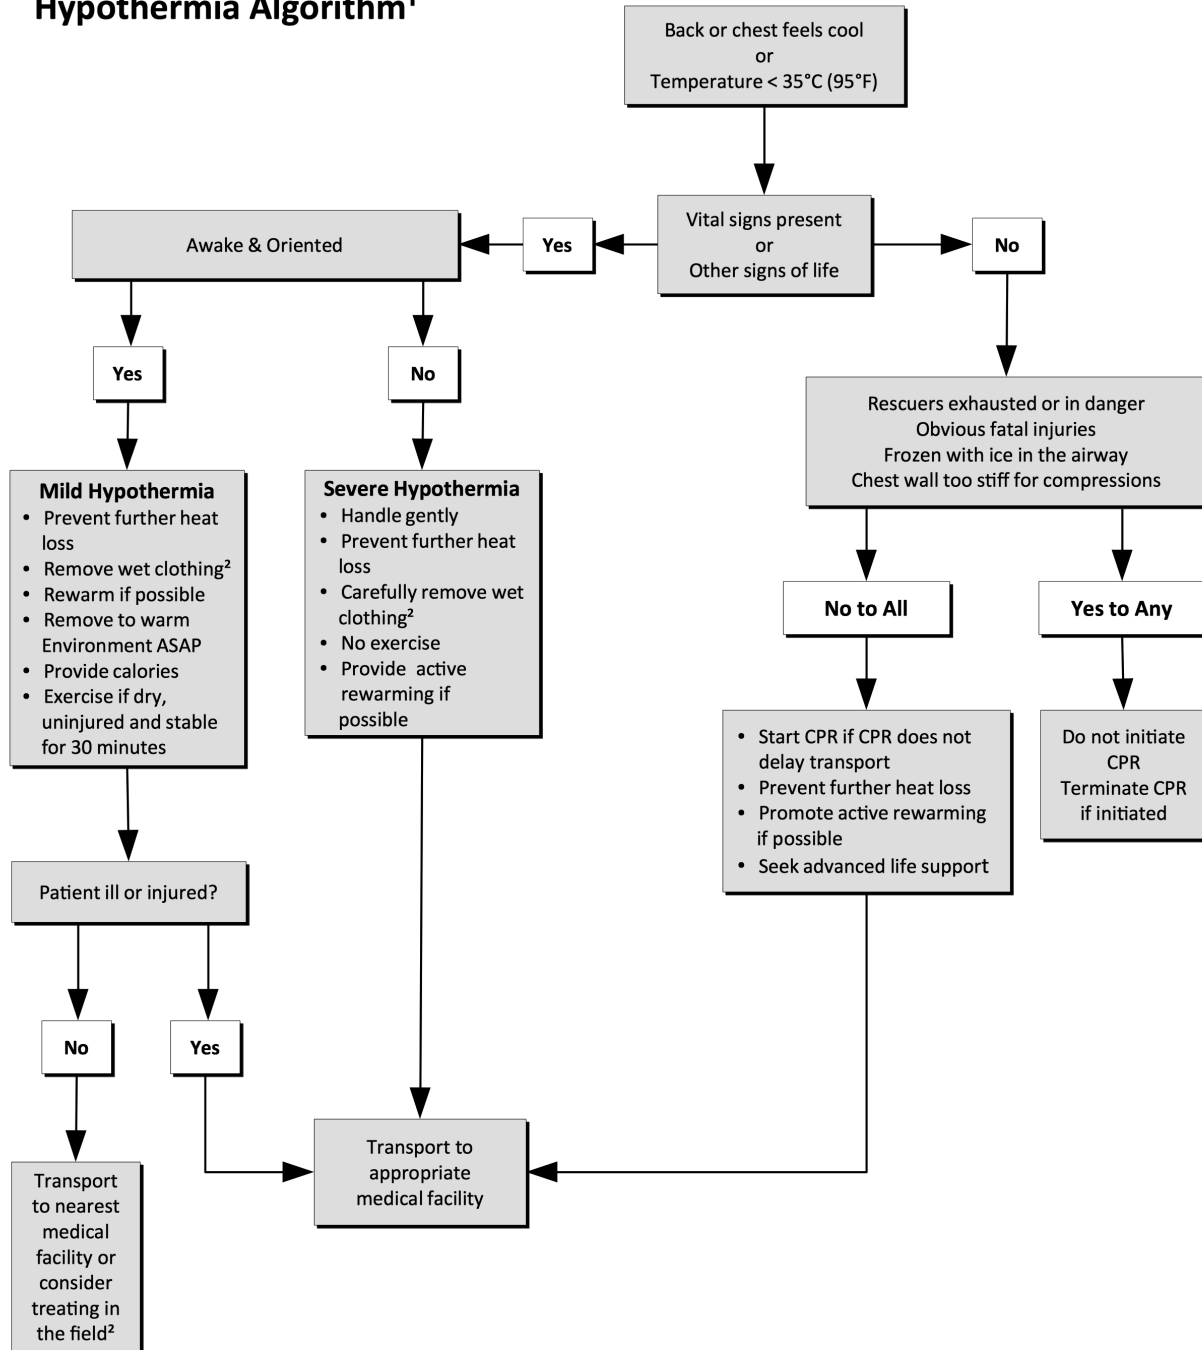 Hypothermia Algorithm¹
Back or chest feels cool
or
Temperature < 35°C (95°F)
Vital signs present
or
Other signs of life
Yes
No
Awake & Oriented
Yes
No
Mild Hypothermia
• Prevent further heat
loss
• Remove wet clothing²
• Rewarm if possible
• Remove to warm
Environment ASAP
• Provide calories
• Exercise if dry,
uninjured and stable
for 30 minutes
Severe Hypothermia
• Handle gently
• Prevent further heat
loss
• Carefully remove wet
clothing²
• No exercise
• Provide active
rewarming if
possible
Rescuers exhausted or in danger
Obvious fatal injuries
Frozen with ice in the airway
Chest wall too stiff for compressions
No to All
Yes to Any
• Start CPR if CPR does not
delay transport
• Prevent further heat loss
• Promote active rewarming
if possible
• Seek advanced life support
Do not initiate
CPR
Terminate CPR
if initiated
Patient ill or injured?
No
Yes
Transport to
appropriate
medical facility
Transport
to nearest
medical
facility or
consider
treating in
the field²